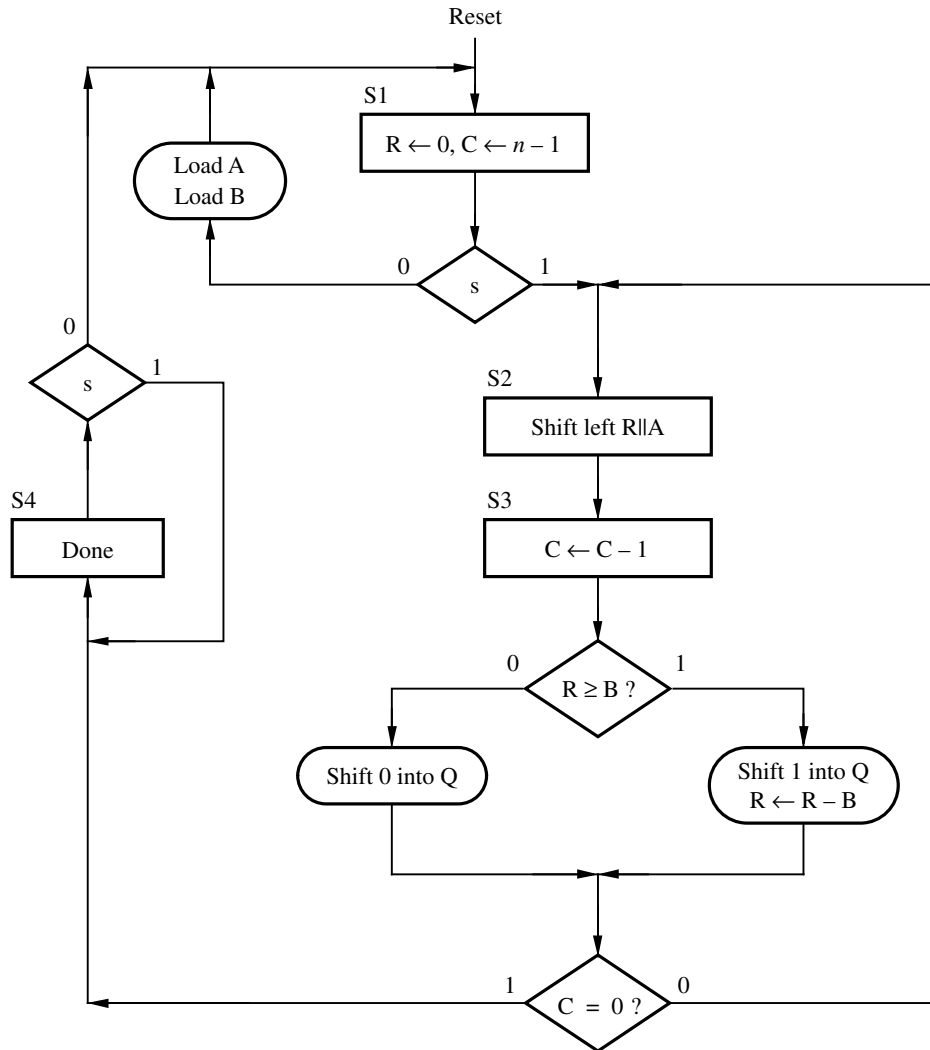 Reset
S1
R ← 0, C ← n – 1
Load A
Load B
0
s
1
0
s
1
S2
Shift left R||A
S3
C ← C – 1
S4
Done
0
R ≥ B ?
1
Shift 0 into Q
Shift 1 into Q
R ← R – B
1
C = 0 ?
0